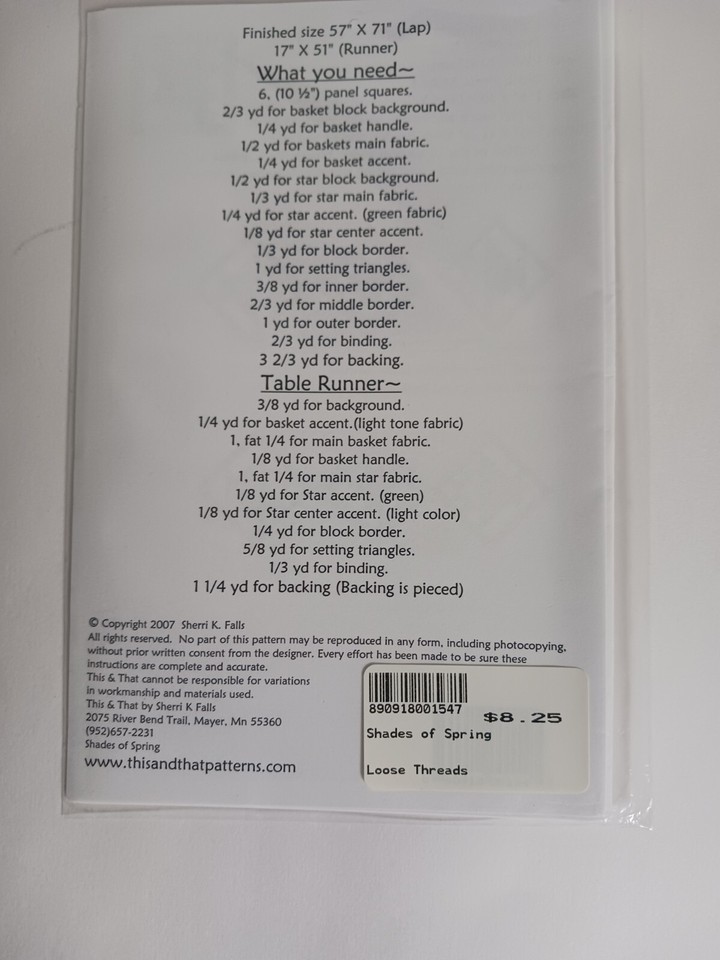 Finished size 57" X 71" (Lap)
17" X 51" (Runner)
What you need~
6, (10 ½") panel squares.
2/3 yd for basket block background.
1/4 yd for basket handle.
1/2 yd for baskets main fabric.
1/4 yd for basket accent.
1/2 yd for star block background.
1/3 yd for star main fabric.
1/4 yd for star accent. (green fabric)
1/8 yd for star center accent.
1/3 yd for block border.
1 yd for setting triangles.
3/8 yd for inner border.
2/3 yd for middle border.
1 yd for outer border.
2/3 yd for binding.
3 2/3 yd for backing.
Table Runner~
3/8 yd for background.
1/4 yd for basket accent.(light tone fabric)
1, fat 1/4 for main basket fabric.
1/8 yd for basket handle.
1, fat 1/4 for main star fabric.
1/8 yd for Star accent. (green)
1/8 yd for Star center accent. (light color)
1/4 yd for block border.
5/8 yd for setting triangles.
1/3 yd for binding.
1 1/4 yd for backing (Backing is pieced)
© Copyright 2007 Sherri K. Falls
All rights reserved. No part of this pattern may be reproduced in any form, including photocopying,
without prior written consent from the designer. Every effort has been made to be sure these
instructions are complete and accurate.
This & That cannot be responsible for variations
in workmanship and materials used.
This & That by Sherri K Falls
2075 River Bend Trail, Mayer, Mn 55360
(952)657-2231
Shades of Spring
www.thisandthatpatterns.com
890918001547
$8.25
Shades of Spring
Loose Threads